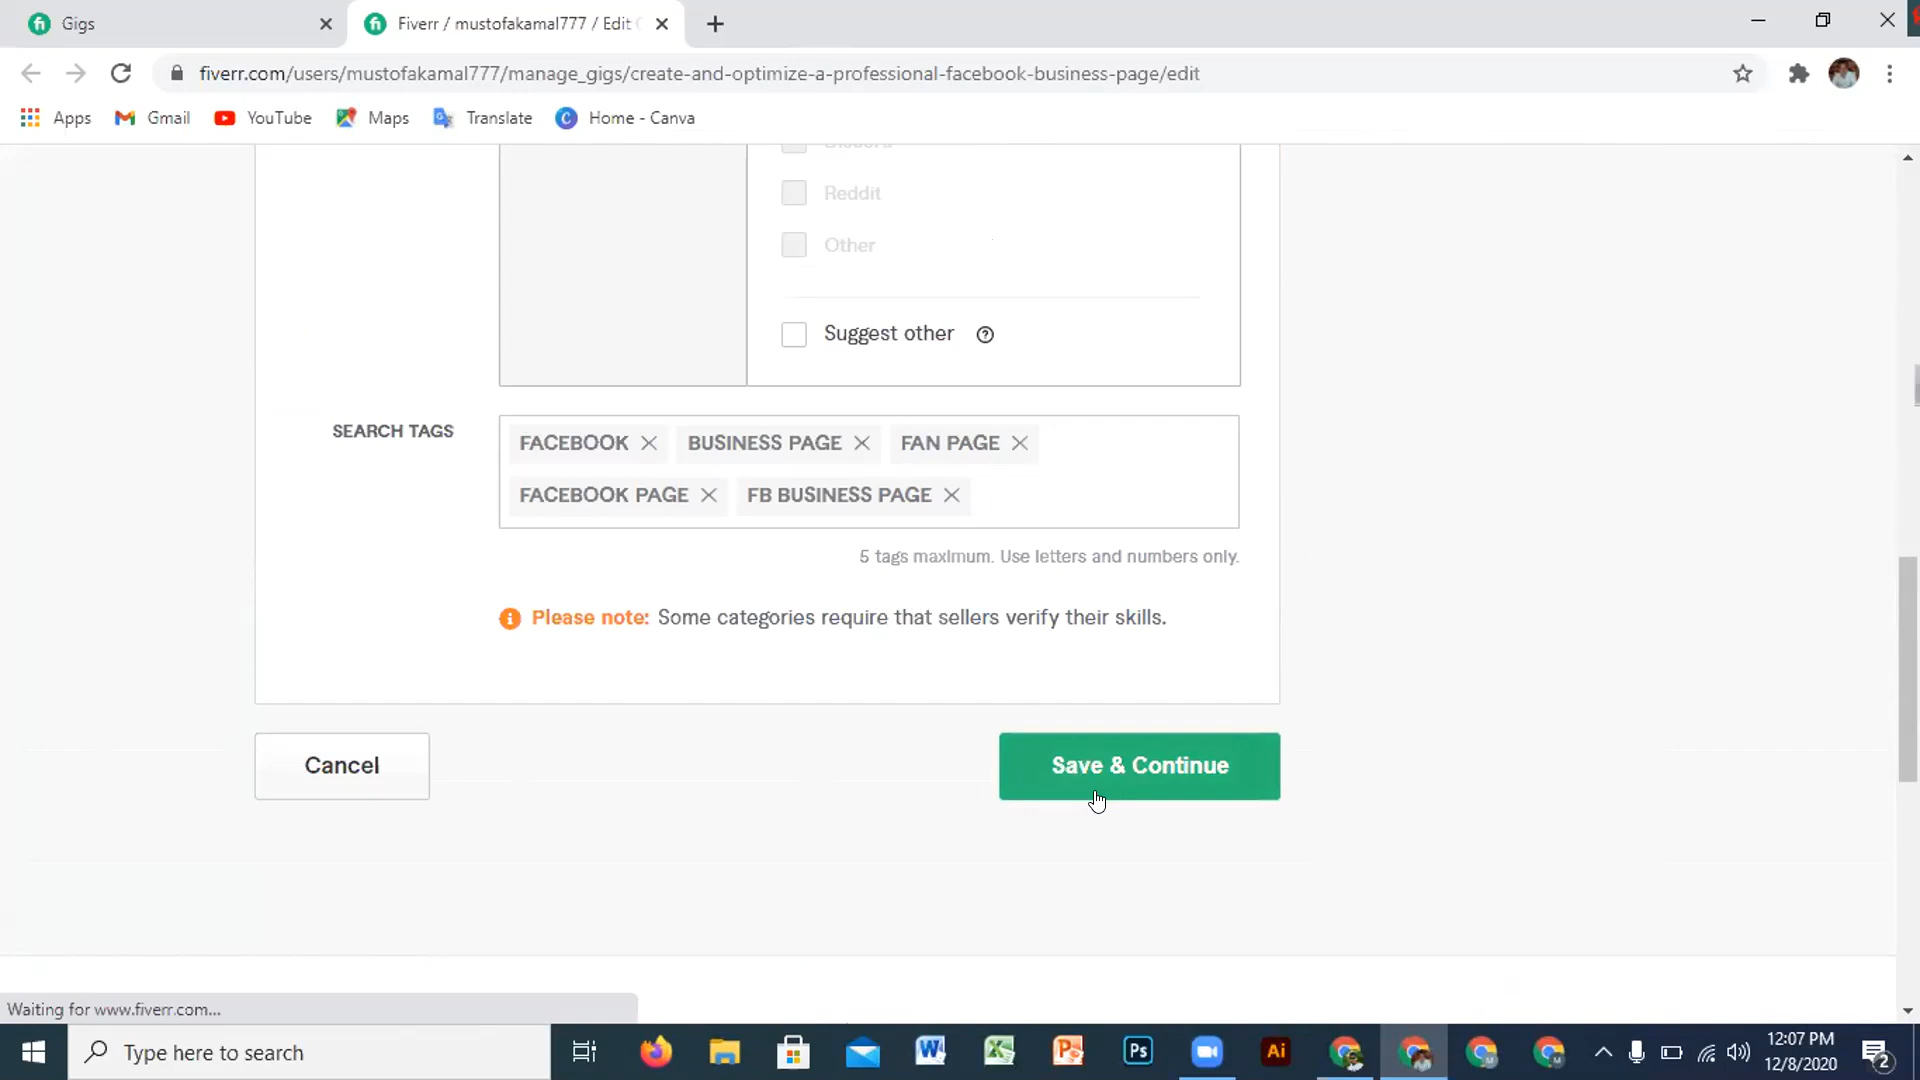 Gigs
Fiverr / mustofakamal777 / Edit
fiverr.com/users/mustofakamal777/manage_gigs/create-and-optimize-a-professional-facebook-business-page/edit
Apps Gmail YouTube Maps Translate Home - Canva
Reddit
Other
Suggest other
SEARCH TAGS
FACEBOOK BUSINESS PAGE FAN PAGE
FACEBOOK PAGE FB BUSINESS PAGE
5 tags maximum. Use letters and numbers only.
Please note: Some categories require that sellers verify their skills.
Cancel
Save & Continue
Waiting for www.fiverr.com...
Type here to search
12:07 PM
12/8/2020
2